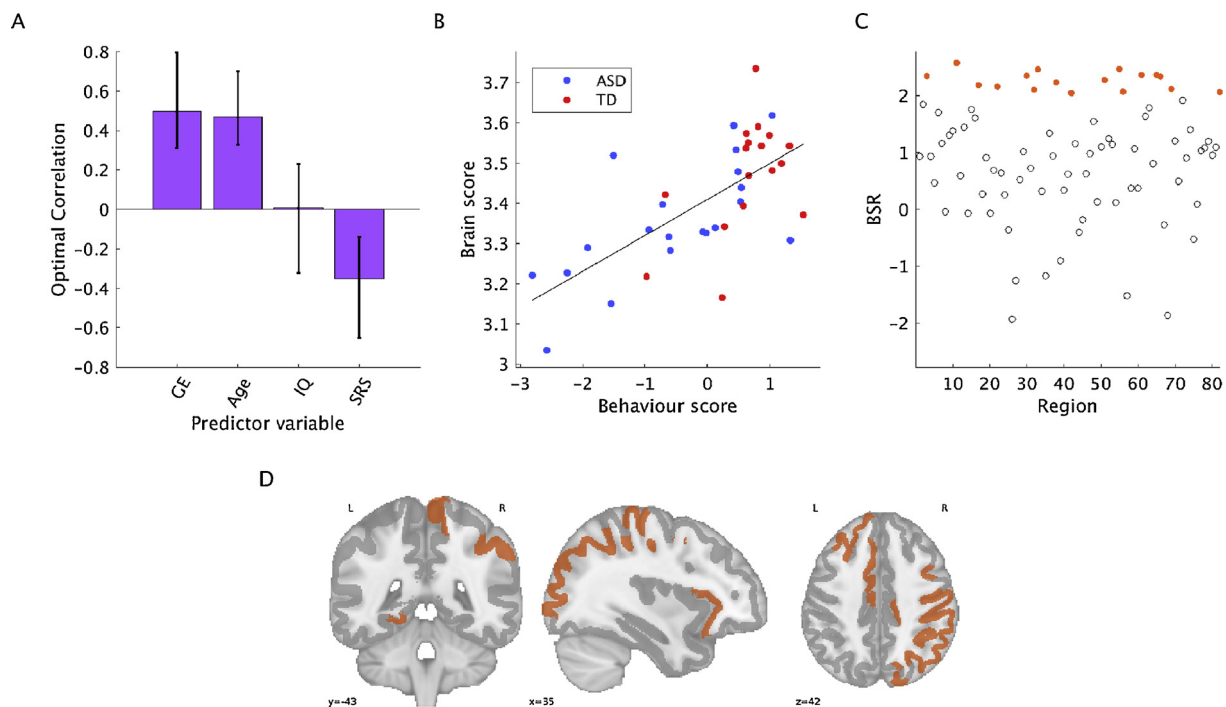 A
0.8
0.6
0.4
0.2
0
−0.2
−0.4
−0.6
−0.8
Optimal Correlation
GE
Age
IQ
SRS
Predictor variable
B
ASD
TD
3.7
3.6
3.5
3.4
3.3
3.2
3.1
3
Brain score
−3
−2
−1
0
1
Behaviour score
C
2
1
0
−1
−2
BSR
10
20
30
40
50
60
70
80
Region
D
L
R
y=-43
x=35
L
R
z=42